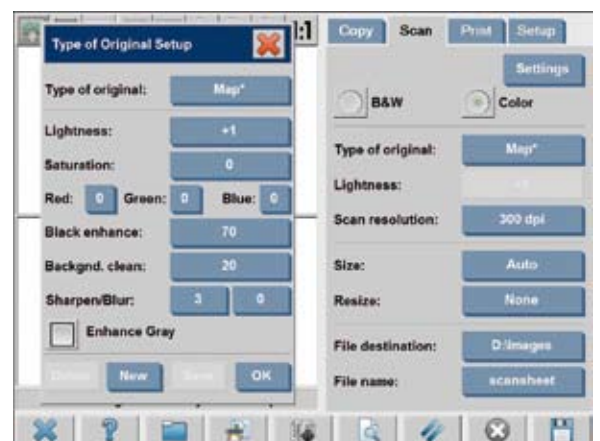 1:1
Type of Original Setup
Type of original: Map*
Lightness: +1
Saturation: 0
Red: 0 Green: 0 Blue: 0
Black enhance: 70
Backgnd. clean: 20
Sharpen/Blur: 3 0
Enhance Gray
New OK
Copy Scan Print Setup
Settings
B&W Color
Type of original: Map*
Lightness:
Scan resolution: 300 dpi
Size: Auto
Resize: None
File destination: D:\Images
File name: scansheet